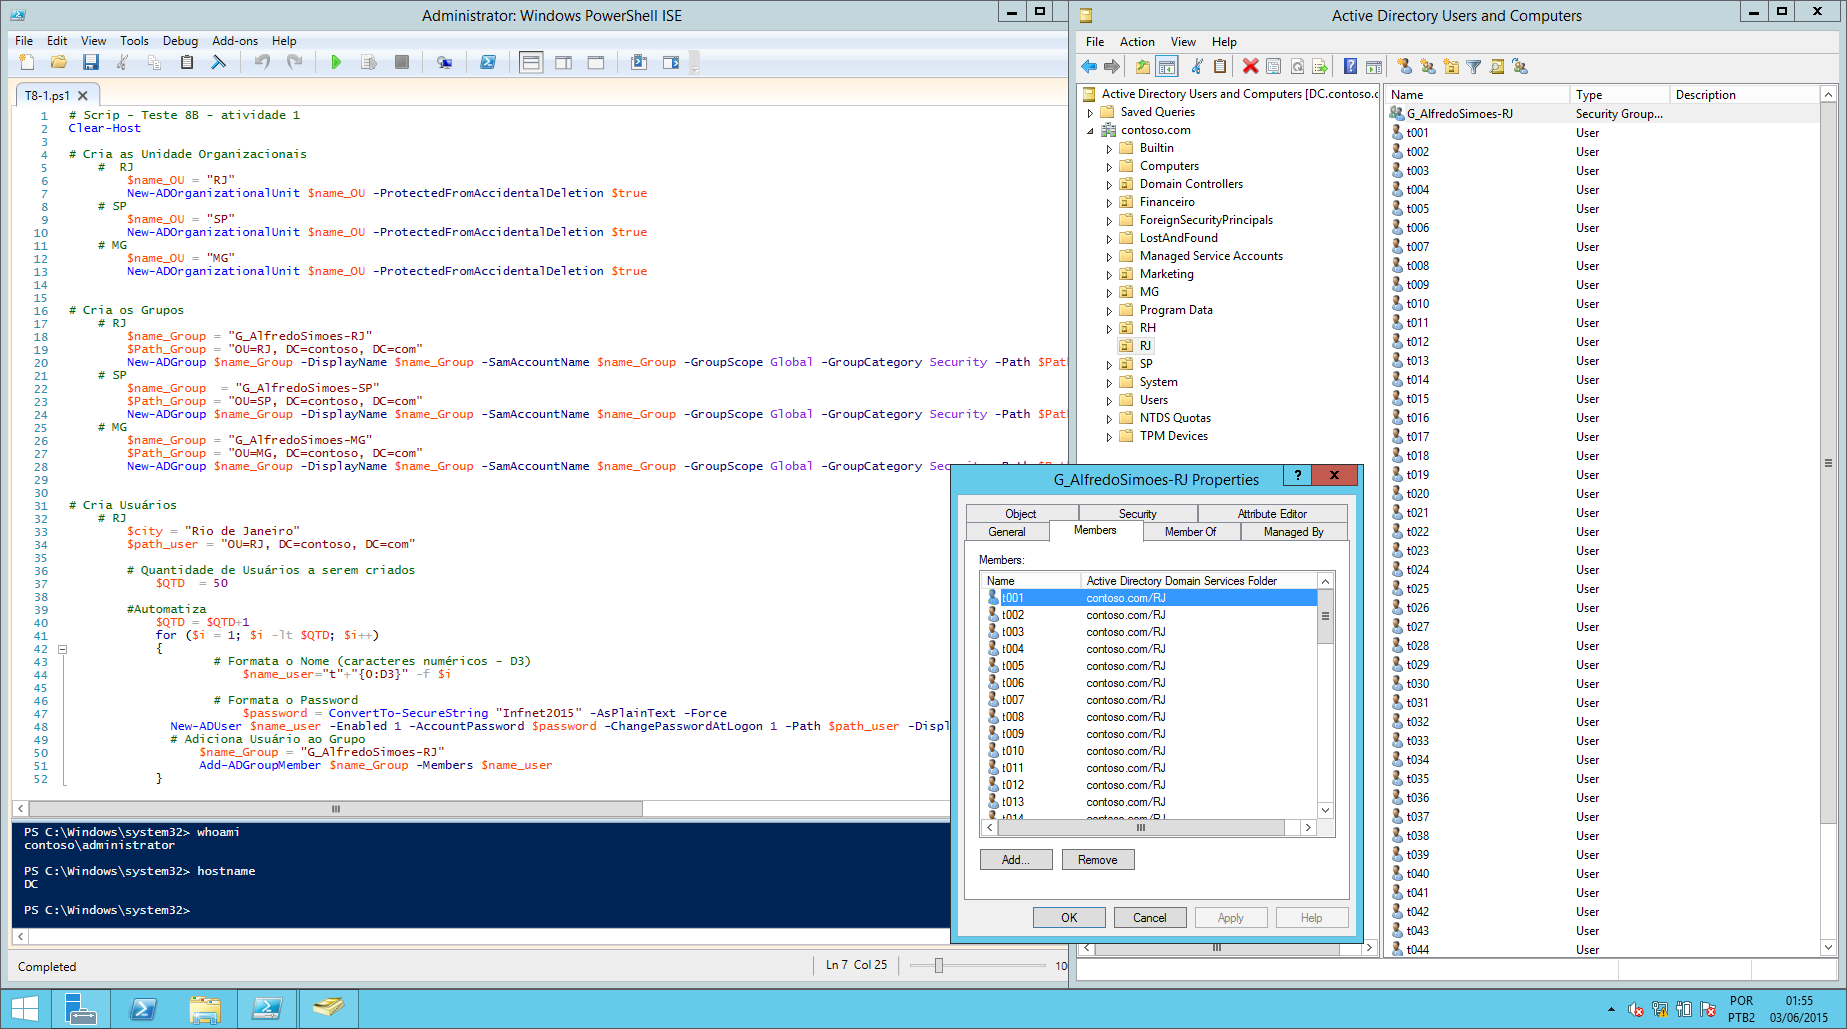 Administrator: Windows PowerShell ISE
File Edit View Tools Debug Add-ons Help
T8-1.ps1
1 # Scrip - Teste 8B - atividade 1
2 Clear-Host
3
4 # Cria as Unidade Organizacionais
5 # RJ
6 $name_OU = "RJ"
7 New-ADOrganizationalUnit $name_OU -ProtectedFromAccidentalDeletion $true
8 # SP
9 $name_OU = "SP"
10 New-ADOrganizationalUnit $name_OU -ProtectedFromAccidentalDeletion $true
11 # MG
12 $name_OU = "MG"
13 New-ADOrganizationalUnit $name_OU -ProtectedFromAccidentalDeletion $true
14
15
16 # Cria os Grupos
17 # RJ
18 $name_Group = "G_AlfredoSimoes-RJ"
19 $Path_Group = "OU=RJ, DC=contoso, DC=com"
20 New-ADGroup $name_Group -DisplayName $name_Group -SamAccountName $name_Group -GroupScope Global -GroupCategory Security -Path $Pat
21 # SP
22 $name_Group = "G_AlfredoSimoes-SP"
23 $Path_Group = "OU=SP, DC=contoso, DC=com"
24 New-ADGroup $name_Group -DisplayName $name_Group -SamAccountName $name_Group -GroupScope Global -GroupCategory Security -Path $Pat
25 # MG
26 $name_Group = "G_AlfredoSimoes-MG"
27 $Path_Group = "OU=MG, DC=contoso, DC=com"
28 New-ADGroup $name_Group -DisplayName $name_Group -SamAccountName $name_Group -GroupScope Global -GroupCategory
29
30
31 # Cria Usuários
32 # RJ
33 $city = "Rio de Janeiro"
34 $path_user = "OU=RJ, DC=contoso, DC=com"
35
36 # Quantidade de Usuários a serem criados
37 $QTD = 50
38
39 #Automatiza
40 $QTD = $QTD+1
41 for ($i = 1; $i -lt $QTD; $i++)
42 {
43 # Formata o Nome (caracteres numéricos - D3)
44 $name_user="t"+"{0:D3}" -f $i
45
46 # Formata o Password
47 $password = ConvertTo-SecureString "Infnet2015" -AsPlainText -Force
48 New-ADUser $name_user -Enabled 1 -AccountPassword $password -ChangePasswordAtLogon 1 -Path $path_user -Displ
49 # Adiciona Usuário ao Grupo
50 $name_Group = "G_AlfredoSimoes-RJ"
51 Add-ADGroupMember $name_Group -Members $name_user
52 }
PS C:\Windows\system32> whoami
contoso\administrator
PS C:\Windows\system32> hostname
DC
PS C:\Windows\system32>
Completed
Ln 7 Col 25
10
Active Directory Users and Computers
File Action View Help
Active Directory Users and Computers [DC.contoso.c
Saved Queries
contoso.com
Builtin
Computers
Domain Controllers
Financeiro
ForeignSecurityPrincipals
LostAndFound
Managed Service Accounts
Marketing
MG
Program Data
RH
RJ
SP
System
Users
NTDS Quotas
TPM Devices
Name Type Description
G_AlfredoSimoes-RJ Security Group...
t001 User
t002 User
t003 User
t004 User
t005 User
t006 User
t007 User
t008 User
t009 User
t010 User
t011 User
t012 User
t013 User
t014 User
t015 User
t016 User
t017 User
t018 User
t019 User
t020 User
t021 User
t022 User
t023 User
t024 User
t025 User
t026 User
t027 User
t028 User
t029 User
t030 User
t031 User
t032 User
t033 User
t034 User
t035 User
t036 User
t037 User
t038 User
t039 User
t040 User
t041 User
t042 User
t043 User
t044 User
G_AlfredoSimoes-RJ Properties
Object Security Attribute Editor
General Members Member Of Managed By
Members:
Name Active Directory Domain Services Folder
t001 contoso.com/RJ
t002 contoso.com/RJ
t003 contoso.com/RJ
t004 contoso.com/RJ
t005 contoso.com/RJ
t006 contoso.com/RJ
t007 contoso.com/RJ
t008 contoso.com/RJ
t009 contoso.com/RJ
t010 contoso.com/RJ
t011 contoso.com/RJ
t012 contoso.com/RJ
t013 contoso.com/RJ
t014 contoso.com/RJ
Add... Remove
OK Cancel Apply Help
POR
PTB2
01:55
03/06/2015